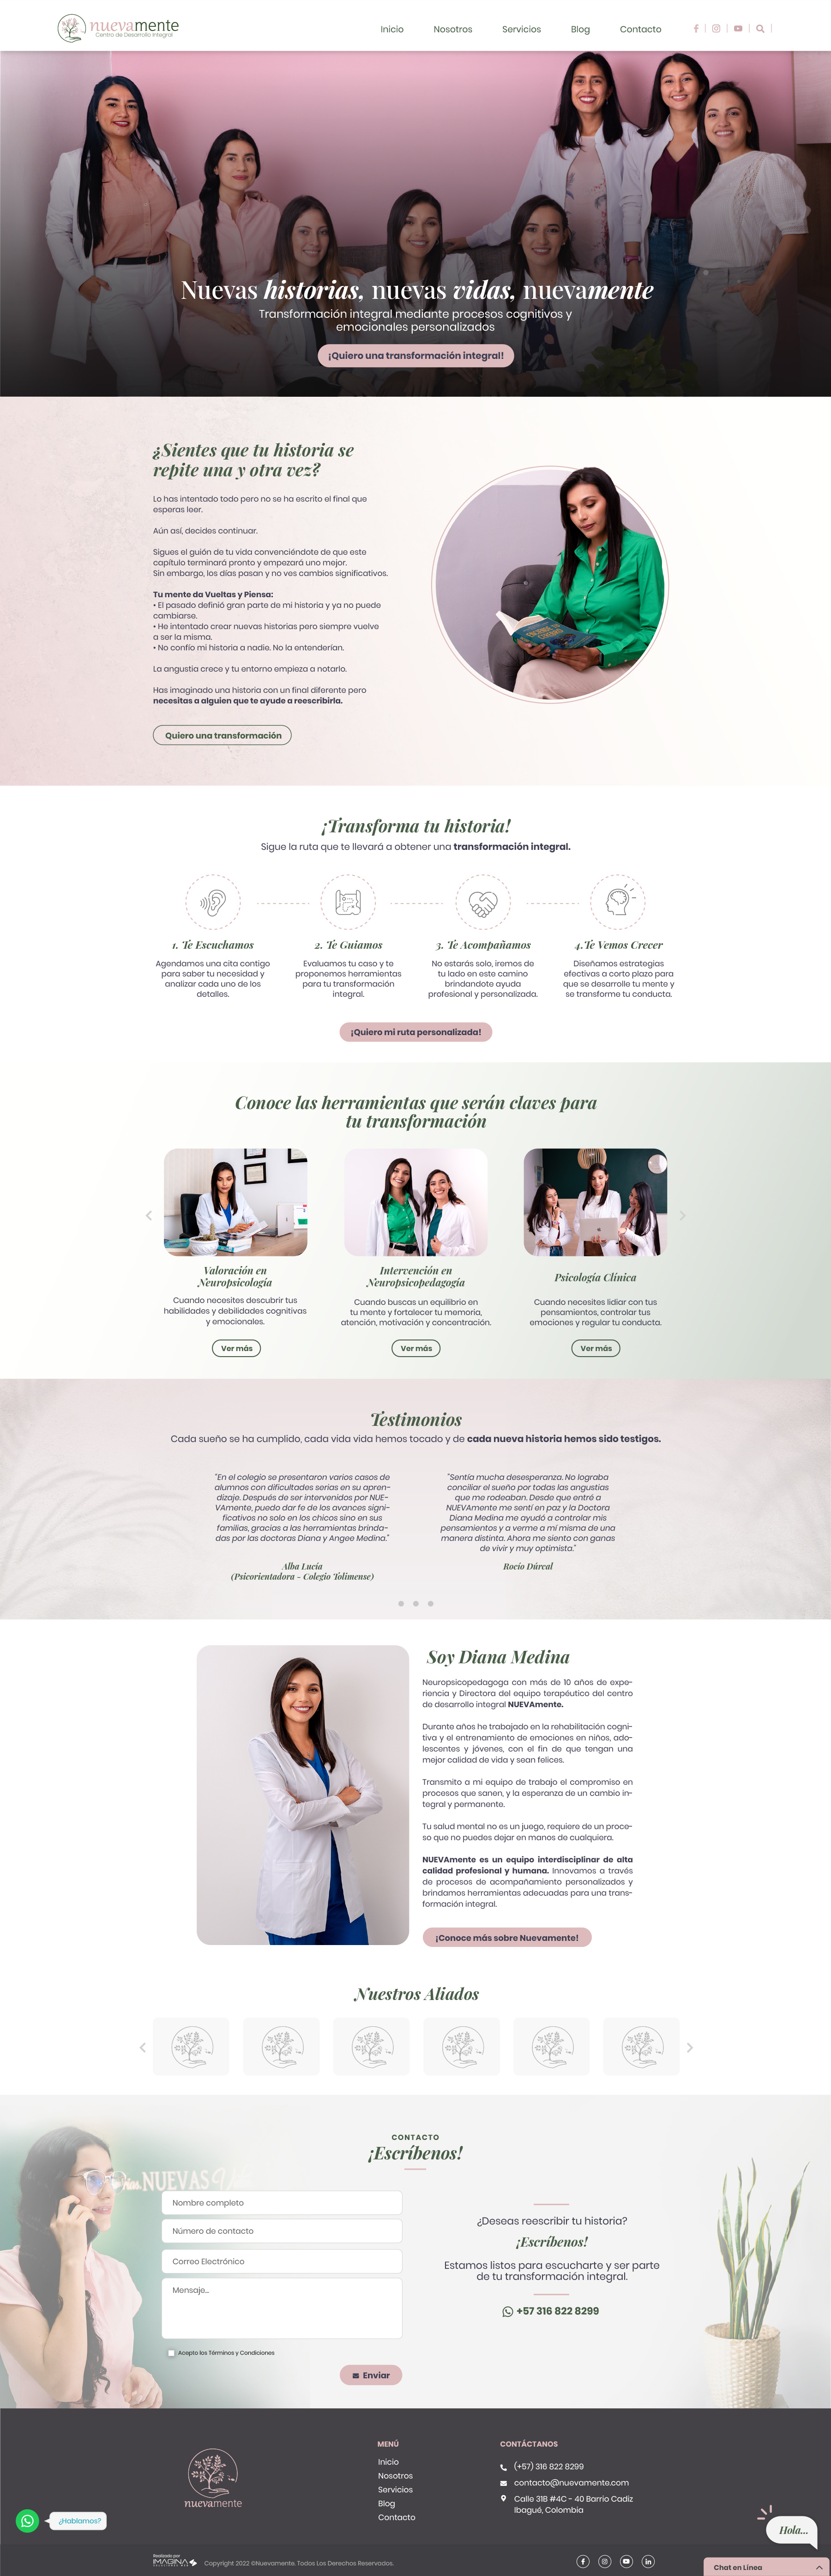 nuevamente
Centro de Desarrollo Integral
Inicio
Nosotros
Servicios
Blog
Contacto
Nuevas historias, nuevas vidas, nuevamente
Transformación integral mediante procesos cognitivos y
emocionales personalizados
¡Quiero una transformación integral!
¿Sientes que tu historia se
repite una y otra vez?
Lo has intentado todo pero no se ha escrito el final que
esperas leer.
Aún así, decides continuar.
Sigues el guión de tu vida convenciéndote de que este
capítulo terminará pronto y empezará uno mejor.
Sin embargo, los días pasan y no ves cambios significativos.
Tu mente da Vueltas y Piensa:
• El pasado definió gran parte de mi historia y ya no puede
cambiarse.
• He intentado crear nuevas historias pero siempre vuelve
a ser la misma.
• No confío mi historia a nadie. No la entenderían.
La angustia crece y tu entorno empieza a notarlo.
Has imaginado una historia con un final diferente pero
necesitas a alguien que te ayude a reescribirla.
Quiero una transformación
¡Transforma tu historia!
Sigue la ruta que te llevará a obtener una transformación integral.
1. Te Escuchamos
Agendamos una cita contigo
para saber tu necesidad y
analizar cada uno de los
detalles.
2. Te Guiamos
Evaluamos tu caso y te
proponemos herramientas
para tu transformación
integral.
3. Te Acompañamos
No estarás solo, iremos de
tu lado en este camino
brindandote ayuda
profesional y personalizada.
4.Te Vemos Crecer
Diseñamos estrategias
efectivas a corto plazo para
que se desarrolle tu mente y
se transforme tu conducta.
¡Quiero mi ruta personalizada!
Conoce las herramientas que serán claves para
tu transformación
Valoración en
Neuropsicología
Cuando necesites descubrir tus
habilidades y debilidades cognitivas
y emocionales.
Ver más
Intervención en
Neuropsicopedagogía
Cuando buscas un equilibrio en
tu mente y fortalecer tu memoria,
atención, motivación y concentración.
Ver más
Psicología Clínica
Cuando necesites lidiar con tus
pensamientos, controlar tus
emociones y regular tu conducta.
Ver más
Testimonios
Cada sueño se ha cumplido, cada vida vida hemos tocado y de cada nueva historia hemos sido testigos.
"En el colegio se presentaron varios casos de
alumnos con dificultades serias en su apren-
dizaje. Después de ser intervenidos por NUE-
VAmente, puedo dar fe de los avances signi-
ficativos no solo en los chicos sino en sus
familias, gracias a las herramientas brinda-
das por las doctoras Diana y Angee Medina."
Alba Lucía
(Psicorientadora - Colegio Tolimense)
"Sentía mucha desesperanza. No lograba
conciliar el sueño por todas las angustias
que me rodeaban. Desde que entré a
NUEVAmente me sentí en paz y la Doctora
Diana Medina me ayudó a controlar mis
pensamientos y a verme a mí misma de una
manera distinta. Ahora me siento con ganas
de vivir y muy optimista."
Rocío Dúrcal
Soy Diana Medina
Neuropsicopedagoga con más de 10 años de expe-
riencia y Directora del equipo terapéutico del centro
de desarrollo integral NUEVAmente.
Durante años he trabajado en la rehabilitación cogni-
tiva y el entrenamiento de emociones en niños, ado-
lescentes y jóvenes, con el fin de que tengan una
mejor calidad de vida y sean felices.
Transmito a mi equipo de trabajo el compromiso en
procesos que sanen, y la esperanza de un cambio in-
tegral y permanente.
Tu salud mental no es un juego, requiere de un proce-
so que no puedes dejar en manos de cualquiera.
NUEVAmente es un equipo interdisciplinar de alta
calidad profesional y humana. Innovamos a través
de procesos de acompañamiento personalizados y
brindamos herramientas adecuadas para una trans-
formación integral.
¡Conoce más sobre Nuevamente!
Nuestros Aliados
CONTACTO
¡Escríbenos!
NUEVAS
Nombre completo
Número de contacto
Correo Electrónico
Mensaje...
Acepto los Términos y Condiciones
Enviar
¿Deseas reescribir tu historia?
¡Escríbenos!
Estamos listos para escucharte y ser parte
de tu transformación integral.
+57 316 822 8299
nuevamente
MENÚ
Inicio
Nosotros
Servicios
Blog
Contacto
CONTÁCTANOS
(+57) 316 822 8299
contacto@nuevamente.com
Calle 31B #4C - 40 Barrio Cadiz
Ibagué, Colombia
¿Hablamos?
Hola...
Realizado por
IMAGINA
Copyright 2022 ©Nuevamente. Todos Los Derechos Reservados.
Chat en Línea